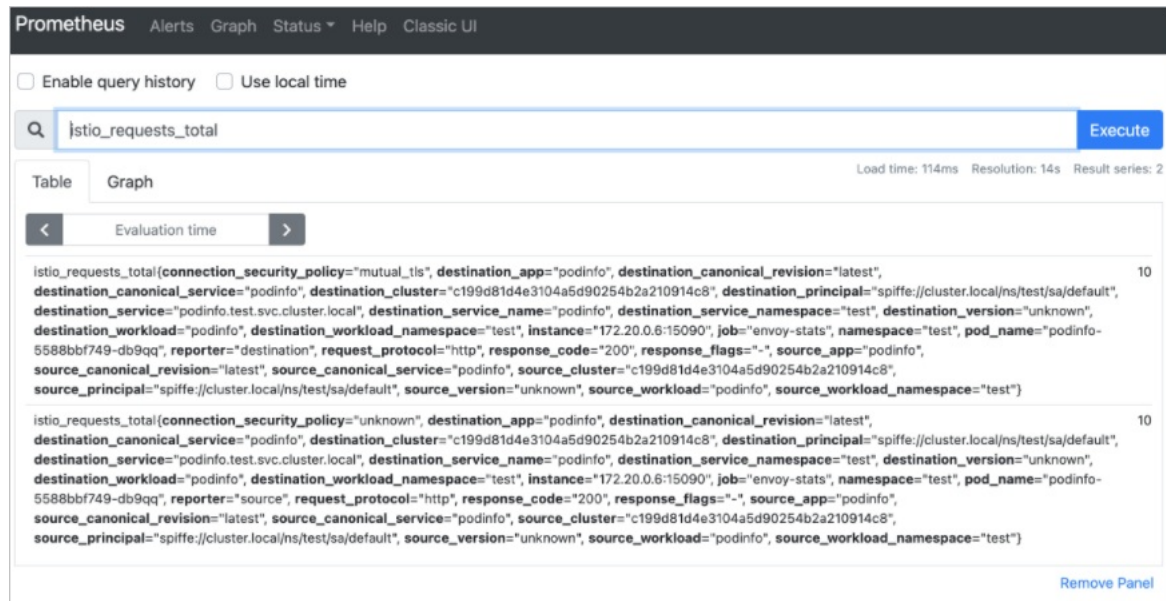 Prometheus Alerts Graph Status Help Classic UI
Enable query history Use local time
istio_requests_total Execute
Load time: 114ms Resolution: 14s Result series: 2
Table Graph
Evaluation time
istio_requests_total{connection_security_policy="mutual_tls", destination_app="podinfo", destination_canonical_revision="latest", 10
destination_canonical_service="podinfo", destination_cluster="c199d81d4e3104a5d90254b2a210914c8", destination_principal="spiffe://cluster.local/ns/test/sa/default",
destination_service="podinfo.test.svc.cluster.local", destination_service_name="podinfo", destination_service_namespace="test", destination_version="unknown",
destination_workload="podinfo", destination_workload_namespace="test", instance="172.20.0.6:15090", job="envoy-stats", namespace="test", pod_name="podinfo-
5588bbf749-db9qq", reporter="destination", request_protocol="http", response_code="200", response_flags="-", source_app="podinfo",
source_canonical_revision="latest", source_canonical_service="podinfo", source_cluster="c199d81d4e3104a5d90254b2a210914c8",
source_principal="spiffe://cluster.local/ns/test/sa/default", source_version="unknown", source_workload="podinfo", source_workload_namespace="test"}
istio_requests_total{connection_security_policy="unknown", destination_app="podinfo", destination_canonical_revision="latest", 10
destination_canonical_service="podinfo", destination_cluster="c199d81d4e3104a5d90254b2a210914c8", destination_principal="spiffe://cluster.local/ns/test/sa/default",
destination_service="podinfo.test.svc.cluster.local", destination_service_name="podinfo", destination_service_namespace="test", destination_version="unknown",
destination_workload="podinfo", destination_workload_namespace="test", instance="172.20.0.6:15090", job="envoy-stats", namespace="test", pod_name="podinfo-
5588bbf749-db9qq", reporter="source", request_protocol="http", response_code="200", response_flags="-", source_app="podinfo",
source_canonical_revision="latest", source_canonical_service="podinfo", source_cluster="c199d81d4e3104a5d90254b2a210914c8",
source_principal="spiffe://cluster.local/ns/test/sa/default", source_version="unknown", source_workload="podinfo", source_workload_namespace="test"}
Remove Panel